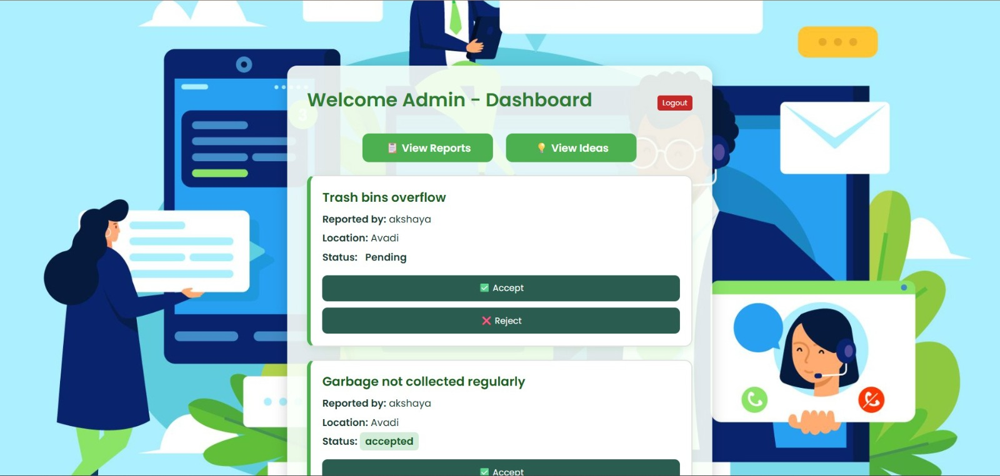 Welcome Admin - Dashboard
Logout
📋 View Reports
💡 View Ideas
Trash bins overflow
Reported by: akshaya
Location: Avadi
Status: Pending
✅ Accept
❌ Reject
Garbage not collected regularly
Reported by: akshaya
Location: Avadi
Status: accepted
✅ Accept
3